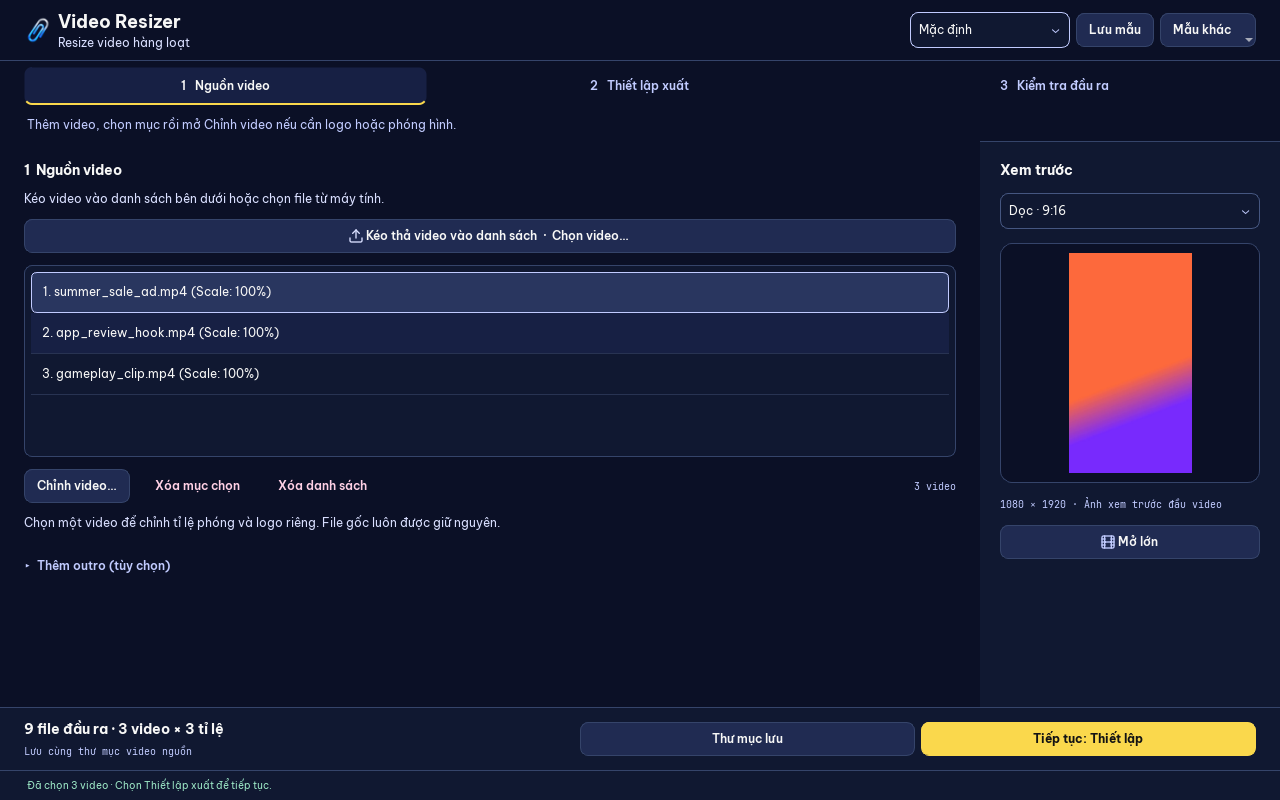 Video Resizer
Resize video hàng loạt
Mặc định
Lưu mẫu
Mẫu khác
1 Nguồn video
2 Thiết lập xuất
3 Kiểm tra đầu ra
Thêm video, chọn mục rồi mở Chỉnh video nếu cần logo hoặc phóng hình.
1 Nguồn video
Kéo video vào danh sách bên dưới hoặc chọn file từ máy tính.
Kéo thả video vào danh sách · Chọn video…
1. summer_sale_ad.mp4 (Scale: 100%)
2. app_review_hook.mp4 (Scale: 100%)
3. gameplay_clip.mp4 (Scale: 100%)
Chỉnh video…
Xóa mục chọn
Xóa danh sách
3 video
Chọn một video để chỉnh tỉ lệ phóng và logo riêng. File gốc luôn được giữ nguyên.
Thêm outro (tùy chọn)
Xem trước
Dọc · 9:16
1080 × 1920 · Ảnh xem trước đầu video
Mở lớn
9 file đầu ra · 3 video × 3 tỉ lệ
Lưu cùng thư mục video nguồn
Thư mục lưu
Tiếp tục: Thiết lập
Đã chọn 3 video · Chọn Thiết lập xuất để tiếp tục.